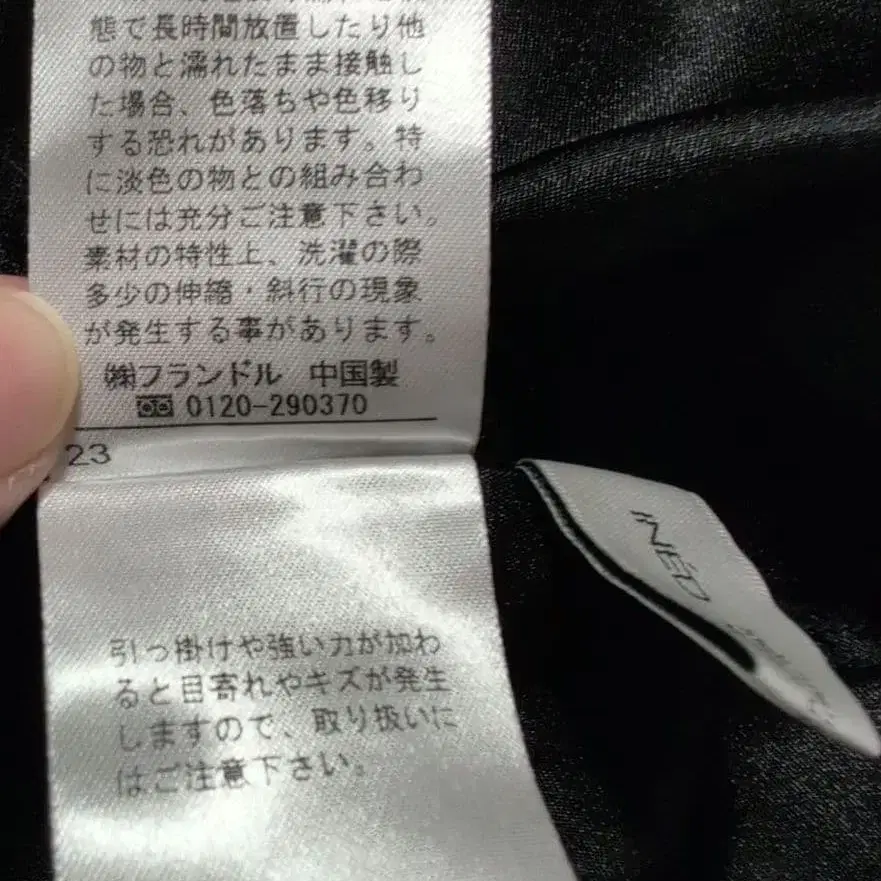 態で長時間放置したり他
の物と濡れたまま接触し
た場合、色落ちや色移り
する恐れがあります。特
に淡色の物との組み合わ
せには充分ご注意下さい。
素材の特性上、洗濯の際
多少の伸縮・斜行の現象
が発生する事があります。
㈱フランドル 中国製
0120-290370
23
引っ掛けや強い力が加わ
ると目寄れやキズが発生
しますので、取り扱いに
はご注意下さい。